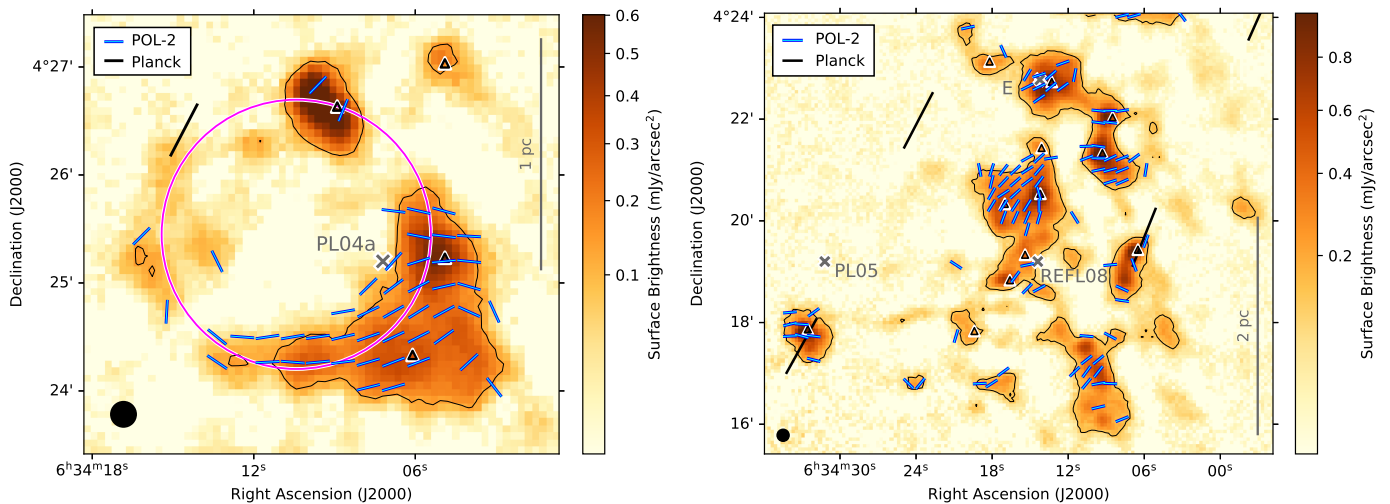 POL-2
Planck
4°27'
26'
25'
24'
Declination (J2000)
PL04a
1 pc
6ʰ34ᵐ18ˢ
12ˢ
06ˢ
Right Ascension (J2000)
0.6
0.5
0.4
0.3
0.2
0.1
Surface Brightness (mJy/arcsec²)
POL-2
Planck
4°24'
22'
20'
18'
16'
Declination (J2000)
E
PL05
REFL08
2 pc
6ʰ34ᵐ30ˢ
24ˢ
18ˢ
12ˢ
06ˢ
00ˢ
Right Ascension (J2000)
0.8
0.6
0.4
0.2
Surface Brightness (mJy/arcsec²)